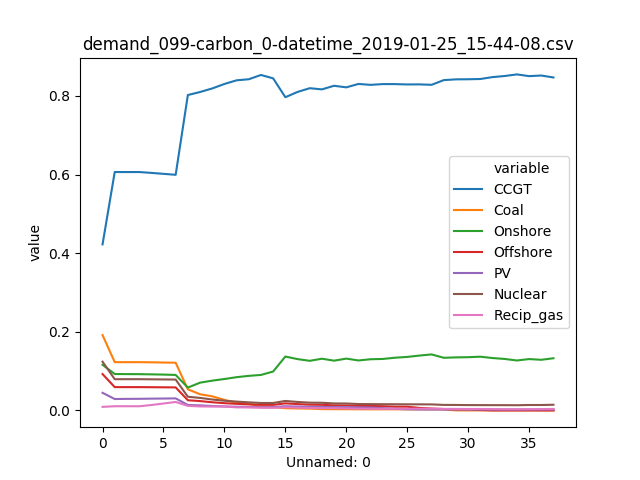 demand_099-carbon_0-datetime_2019-01-25_15-44-08.csv
0.8
0.6
0.4
0.2
0.0
value
variable
CCGT
Coal
Onshore
Offshore
PV
Nuclear
Recip_gas
0 5 10 15 20 25 30 35
Unnamed: 0